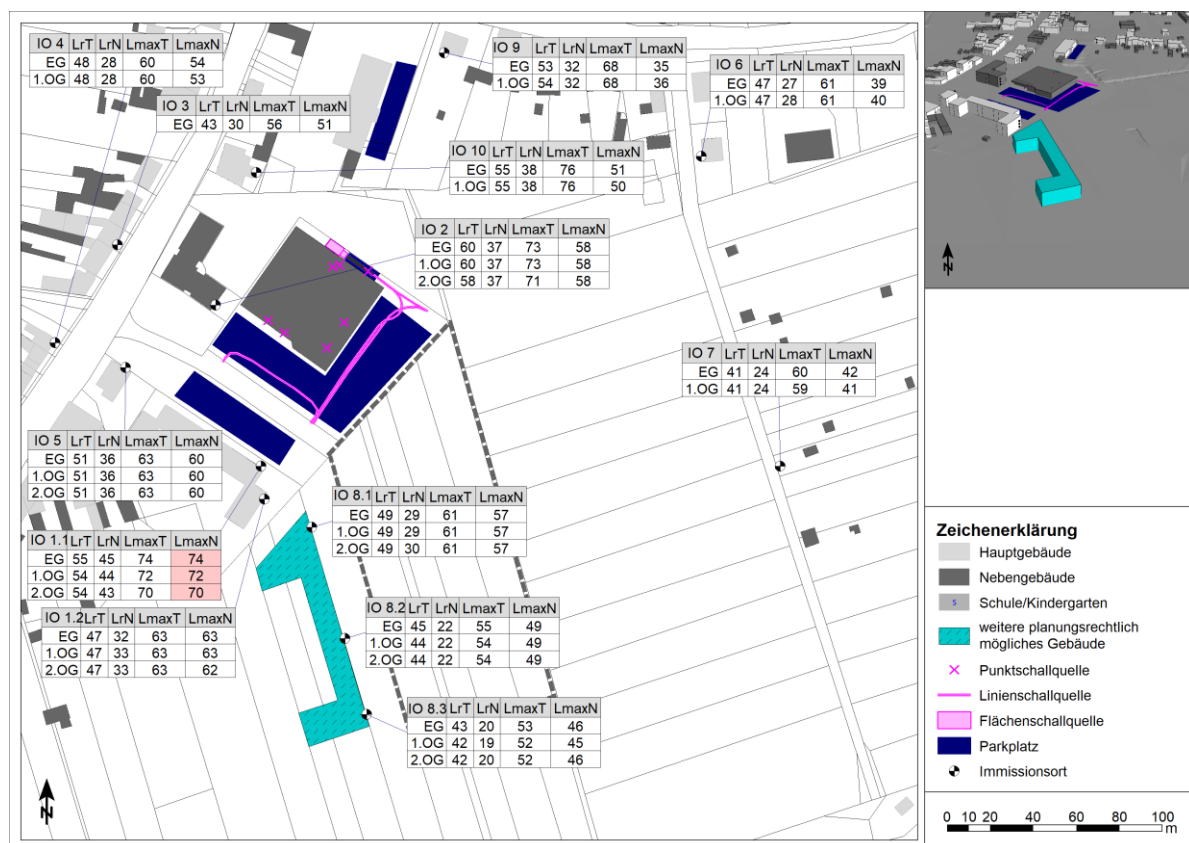 IO 4 LrT LrN LmaxT LmaxN
EG 48 28 60 54
1.OG 48 28 60 53
IO 3 LrT LrN LmaxT LmaxN
EG 43 30 56 51
IO 9 LrT LrN LmaxT LmaxN
EG 53 32 68 35
1.OG 54 32 68 36
IO 6 LrT LrN LmaxT LmaxN
EG 47 27 61 39
1.OG 47 28 61 40
IO 10 LrT LrN LmaxT LmaxN
EG 55 38 76 51
1.OG 55 38 76 50
IO 2 LrT LrN LmaxT LmaxN
EG 60 37 73 58
1.OG 60 37 73 58
2.OG 58 37 71 58
IO 7 LrT LrN LmaxT LmaxN
EG 41 24 60 42
1.OG 41 24 59 41
IO 5 LrT LrN LmaxT LmaxN
EG 51 36 63 60
1.OG 51 36 63 60
2.OG 51 36 63 60
IO 8.1 LrT LrN LmaxT LmaxN
EG 49 29 61 57
1.OG 49 29 61 57
2.OG 49 30 61 57
IO 1.1 LrT LrN LmaxT LmaxN
EG 55 45 74 74
1.OG 54 44 72 72
2.OG 54 43 70 70
IO 8.2 LrT LrN LmaxT LmaxN
EG 45 22 55 49
1.OG 44 22 54 49
2.OG 44 22 54 49
IO 1.2 LrT LrN LmaxT LmaxN
EG 47 32 63 63
1.OG 47 33 63 63
2.OG 47 33 63 62
IO 8.3 LrT LrN LmaxT LmaxN
EG 43 20 53 46
1.OG 42 19 52 45
2.OG 42 20 52 46
N
N
Zeichenerklärung
Hauptgebäude
Nebengebäude
S Schule/Kindergarten
weitere planungsrechtlich
mögliches Gebäude
Punktschallquelle
Linienschallquelle
Flächenschallquelle
Parkplatz
Immissionsort
0 10 20 40 60 80 100
m